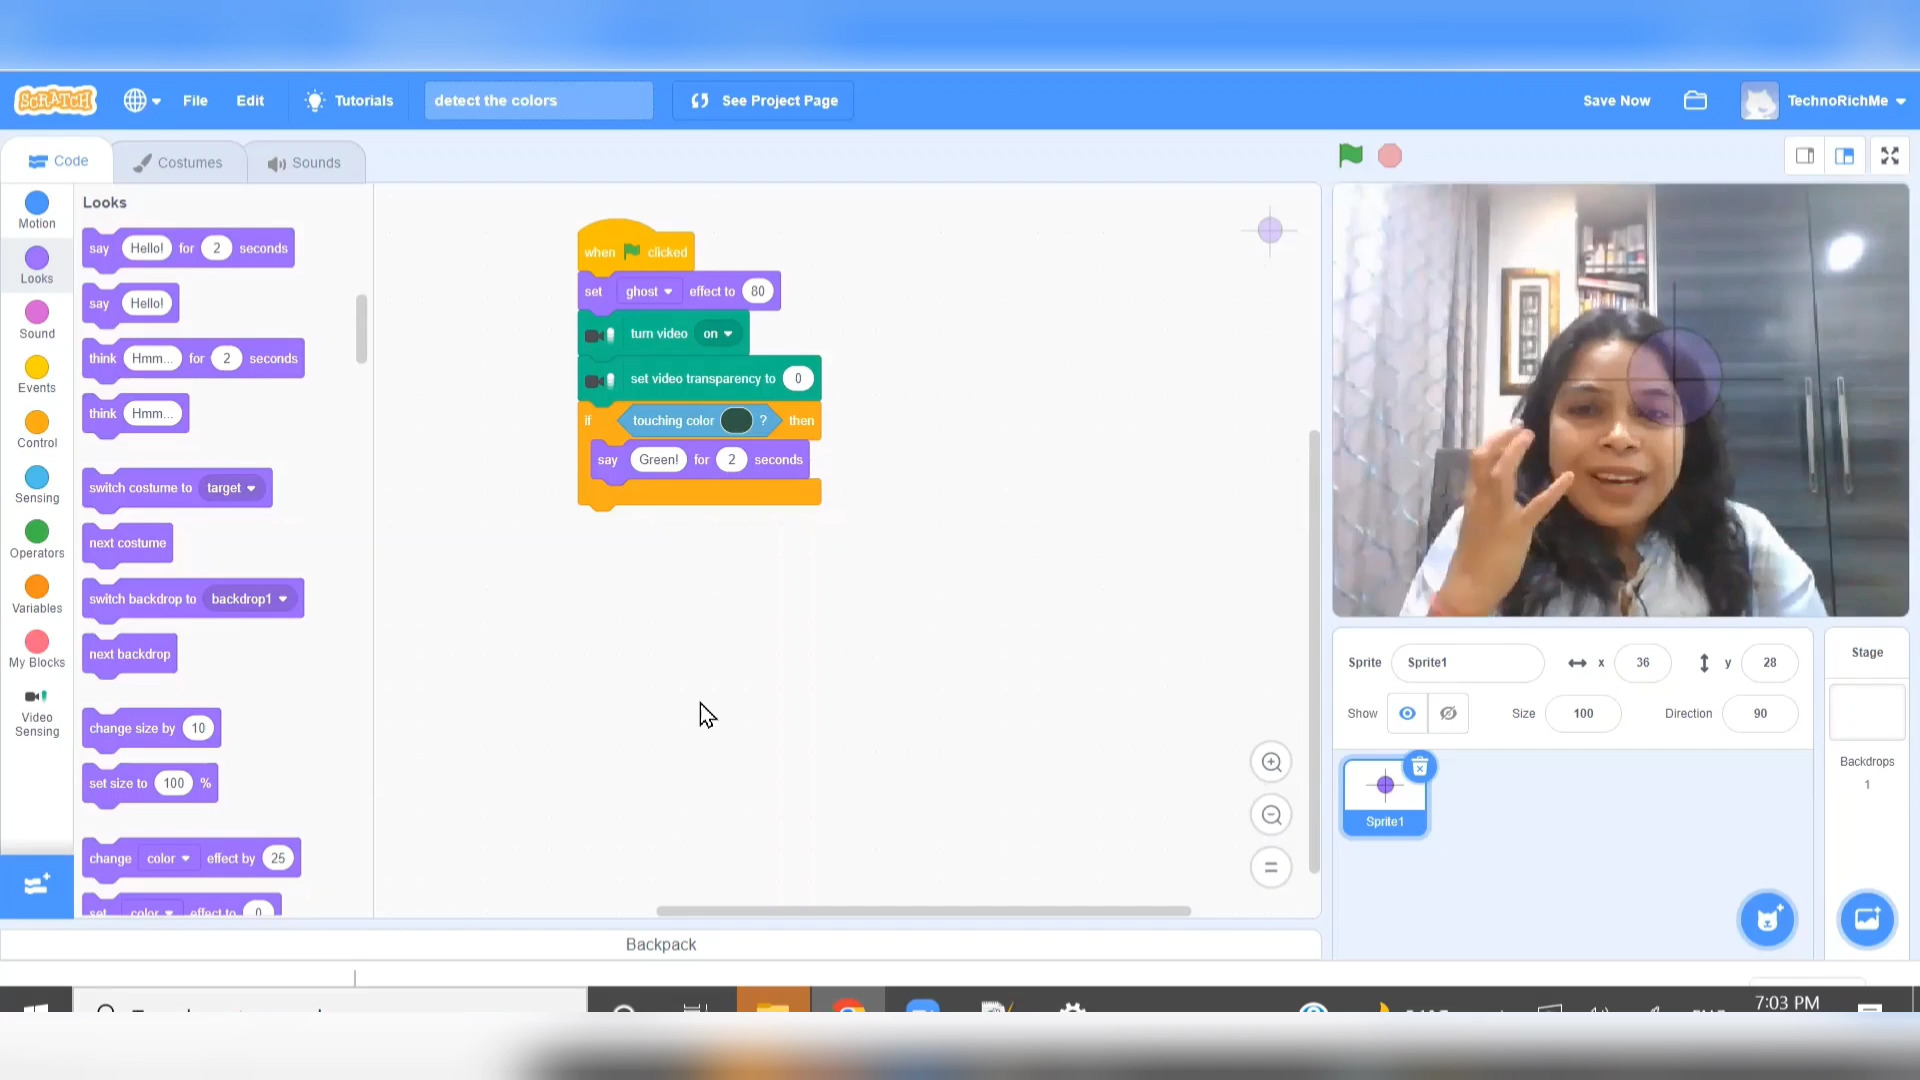 SCRATCH File Edit Tutorials detect the colors See Project Page Save Now TechnoRichMe
Code Costumes Sounds
Motion
Looks
Sound
Events
Control
Sensing
Operators
Variables
My Blocks
Video
Sensing
Looks
say Hello! for 2 seconds
say Hello!
think Hmm... for 2 seconds
think Hmm...
switch costume to target
next costume
switch backdrop to backdrop1
next backdrop
change size by 10
set size to 100 %
change color effect by 25
set color effect to 0
when clicked
set ghost effect to 80
turn video on
set video transparency to 0
if touching color ? then
say Green! for 2 seconds
Sprite Sprite1 x 36 y 28
Show Size 100 Direction 90
Sprite1
Stage
Backdrops
1
Backpack
7:03 PM